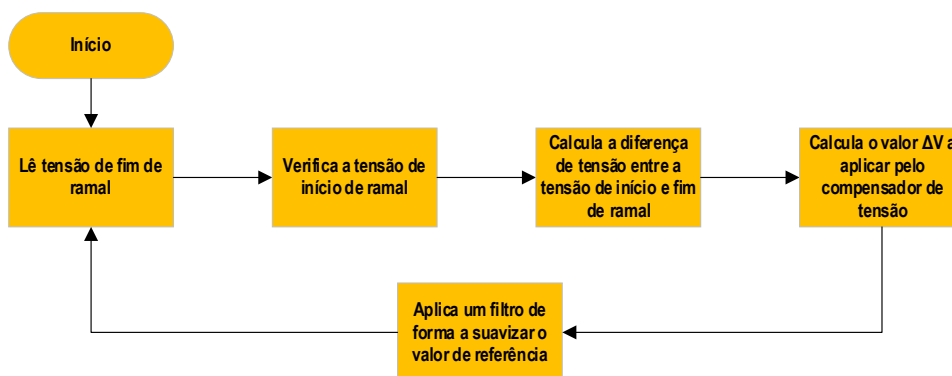 Início
Lê tensão de fim de
ramal
Verifica a tensão de
início de ramal
Calcula a diferença
de tensão entre a
tensão de início e fim
de ramal
Calcula o valor ΔV a
aplicar pelo
compensador de
tensão
Aplica um filtro de
forma a suavizar o
valor de referência